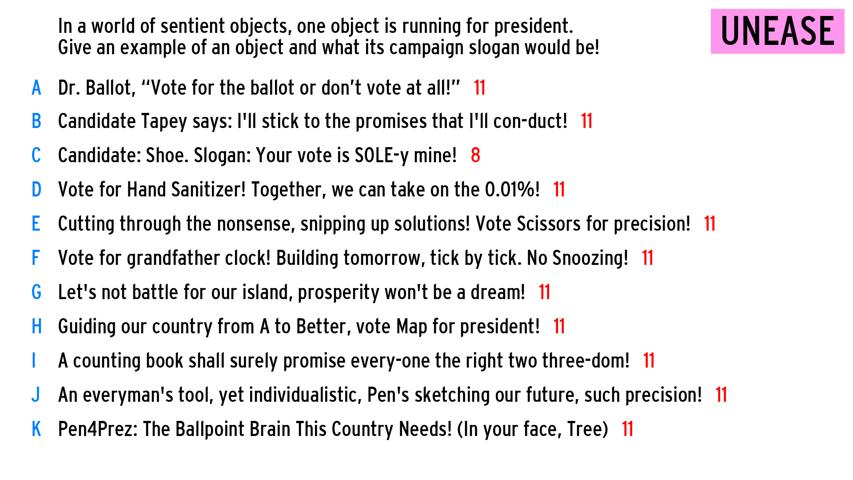 In a world of sentient objects, one object is running for president.
Give an example of an object and what its campaign slogan would be!
UNEASE
A Dr. Ballot, “Vote for the ballot or don’t vote at all!” 11
B Candidate Tapey says: I'll stick to the promises that I'll con-duct! 11
C Candidate: Shoe. Slogan: Your vote is SOLE-y mine! 8
D Vote for Hand Sanitizer! Together, we can take on the 0.01%! 11
E Cutting through the nonsense, snipping up solutions! Vote Scissors for precision! 11
F Vote for grandfather clock! Building tomorrow, tick by tick. No Snoozing! 11
G Let's not battle for our island, prosperity won't be a dream! 11
H Guiding our country from A to Better, vote Map for president! 11
I A counting book shall surely promise every-one the right two three-dom! 11
J An everyman's tool, yet individualistic, Pen's sketching our future, such precision! 11
K Pen4Prez: The Ballpoint Brain This Country Needs! (In your face, Tree) 11